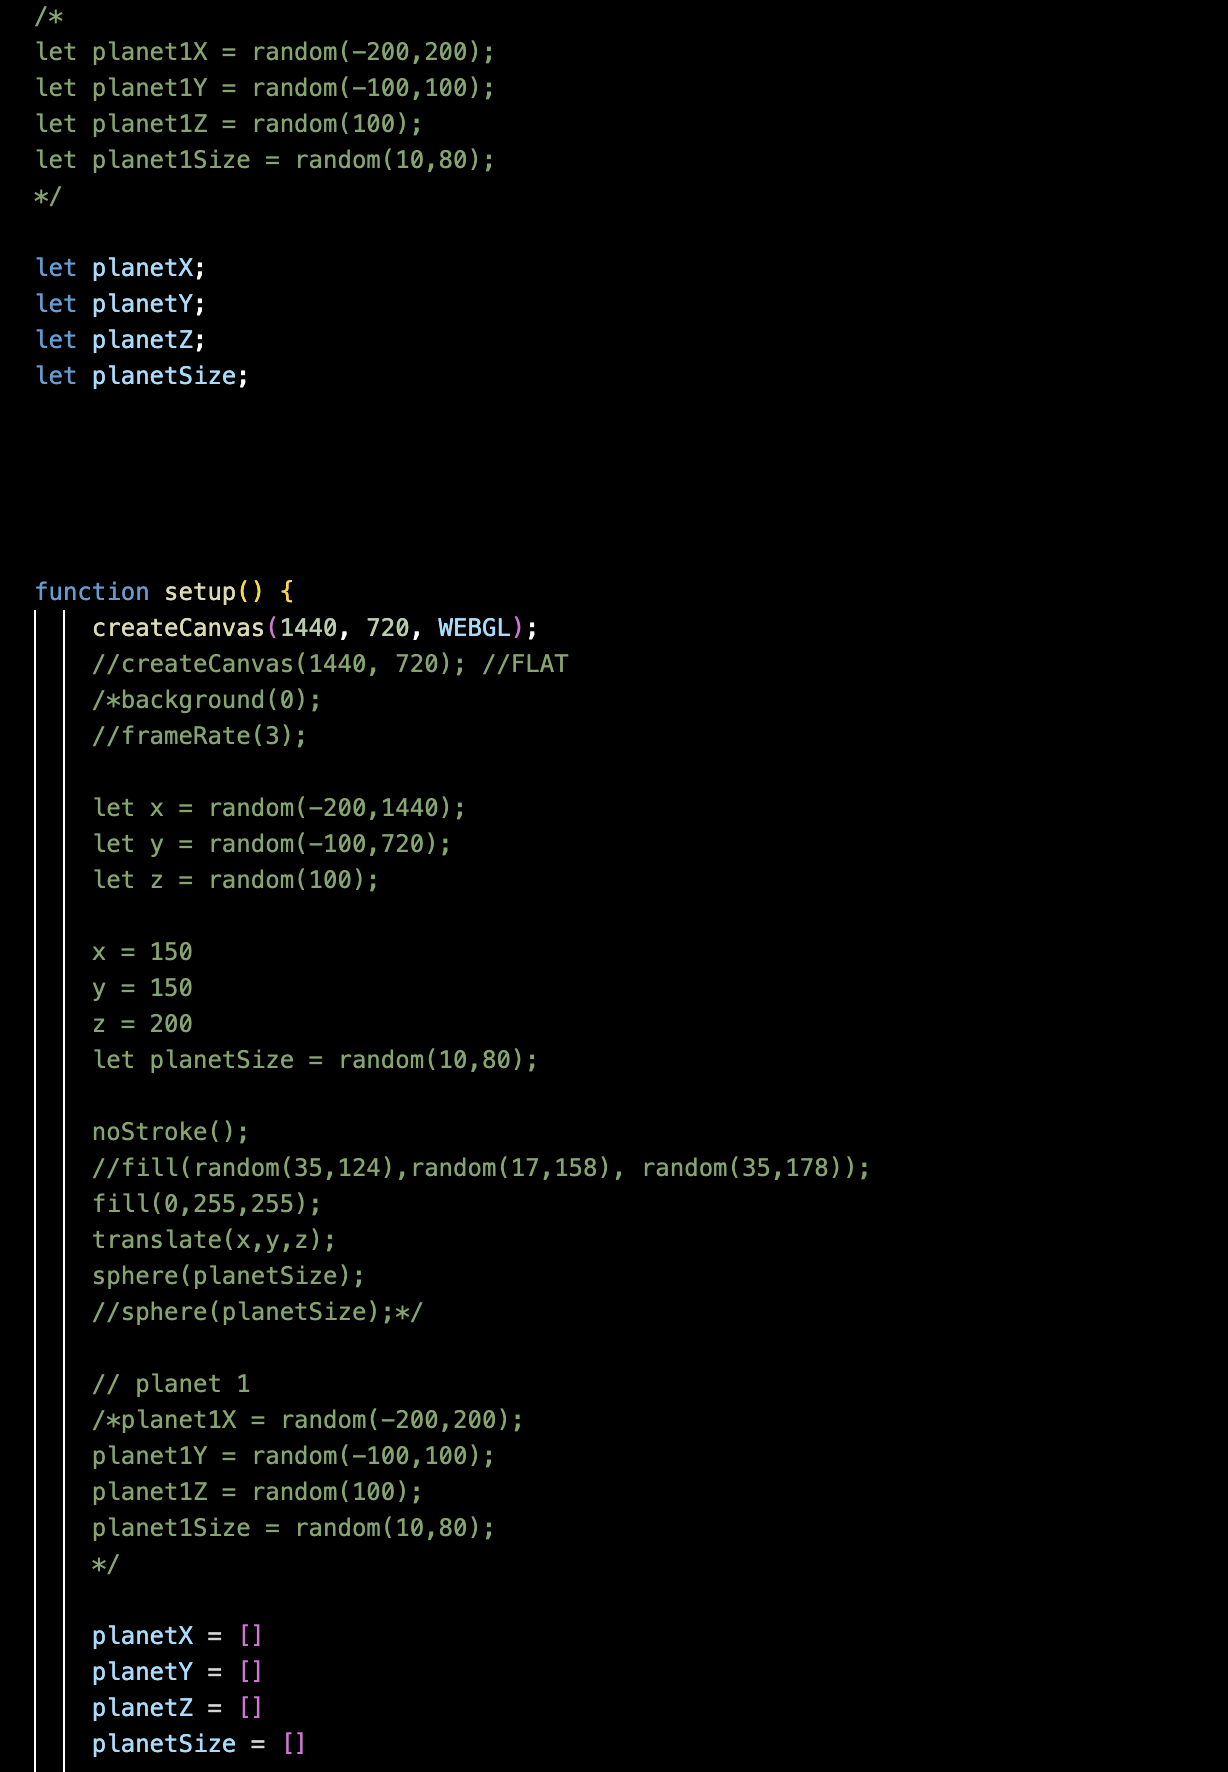 /*
let planet1X = random(-200,200);
let planet1Y = random(-100,100);
let planet1Z = random(100);
let planet1Size = random(10,80);
*/
let planetX;
let planetY;
let planetZ;
let planetSize;
function setup() {
createCanvas(1440, 720, WEBGL);
//createCanvas(1440, 720); //FLAT
/*background(0);
//frameRate(3);
let x = random(-200,1440);
let y = random(-100,720);
let z = random(100);
x = 150
y = 150
z = 200
let planetSize = random(10,80);
noStroke();
//fill(random(35,124),random(17,158), random(35,178));
fill(0,255,255);
translate(x,y,z);
sphere(planetSize);
//sphere(planetSize);*/
// planet 1
/*planet1X = random(-200,200);
planet1Y = random(-100,100);
planet1Z = random(100);
planet1Size = random(10,80);
*/
planetX = []
planetY = []
planetZ = []
planetSize = []